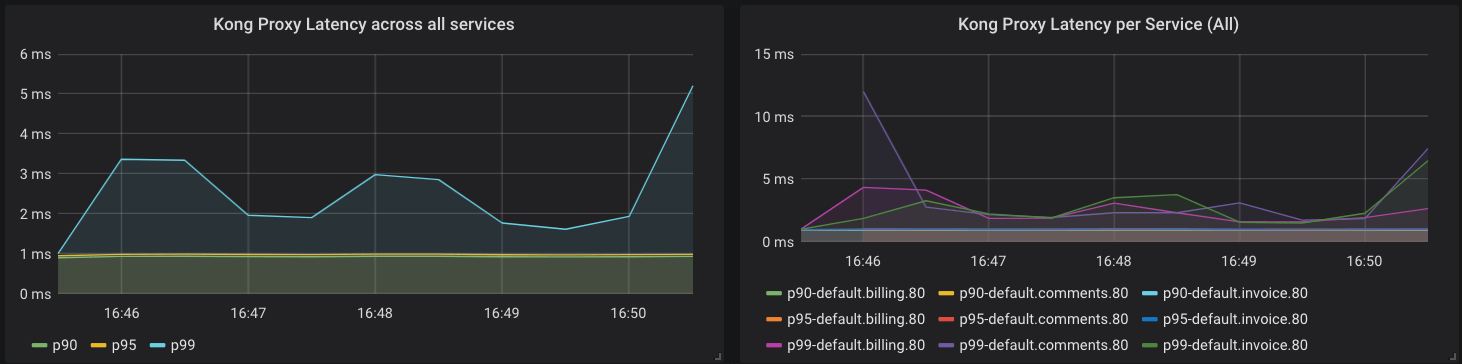 Kong Proxy Latency across all services
6 ms
5 ms
4 ms
3 ms
2 ms
1 ms
0 ms
16:46 16:47 16:48 16:49 16:50
p90 p95 p99
Kong Proxy Latency per Service (All)
15 ms
10 ms
5 ms
0 ms
16:46 16:47 16:48 16:49 16:50
p90-default.billing.80 p90-default.comments.80 p90-default.invoice.80
p95-default.billing.80 p95-default.comments.80 p95-default.invoice.80
p99-default.billing.80 p99-default.comments.80 p99-default.invoice.80